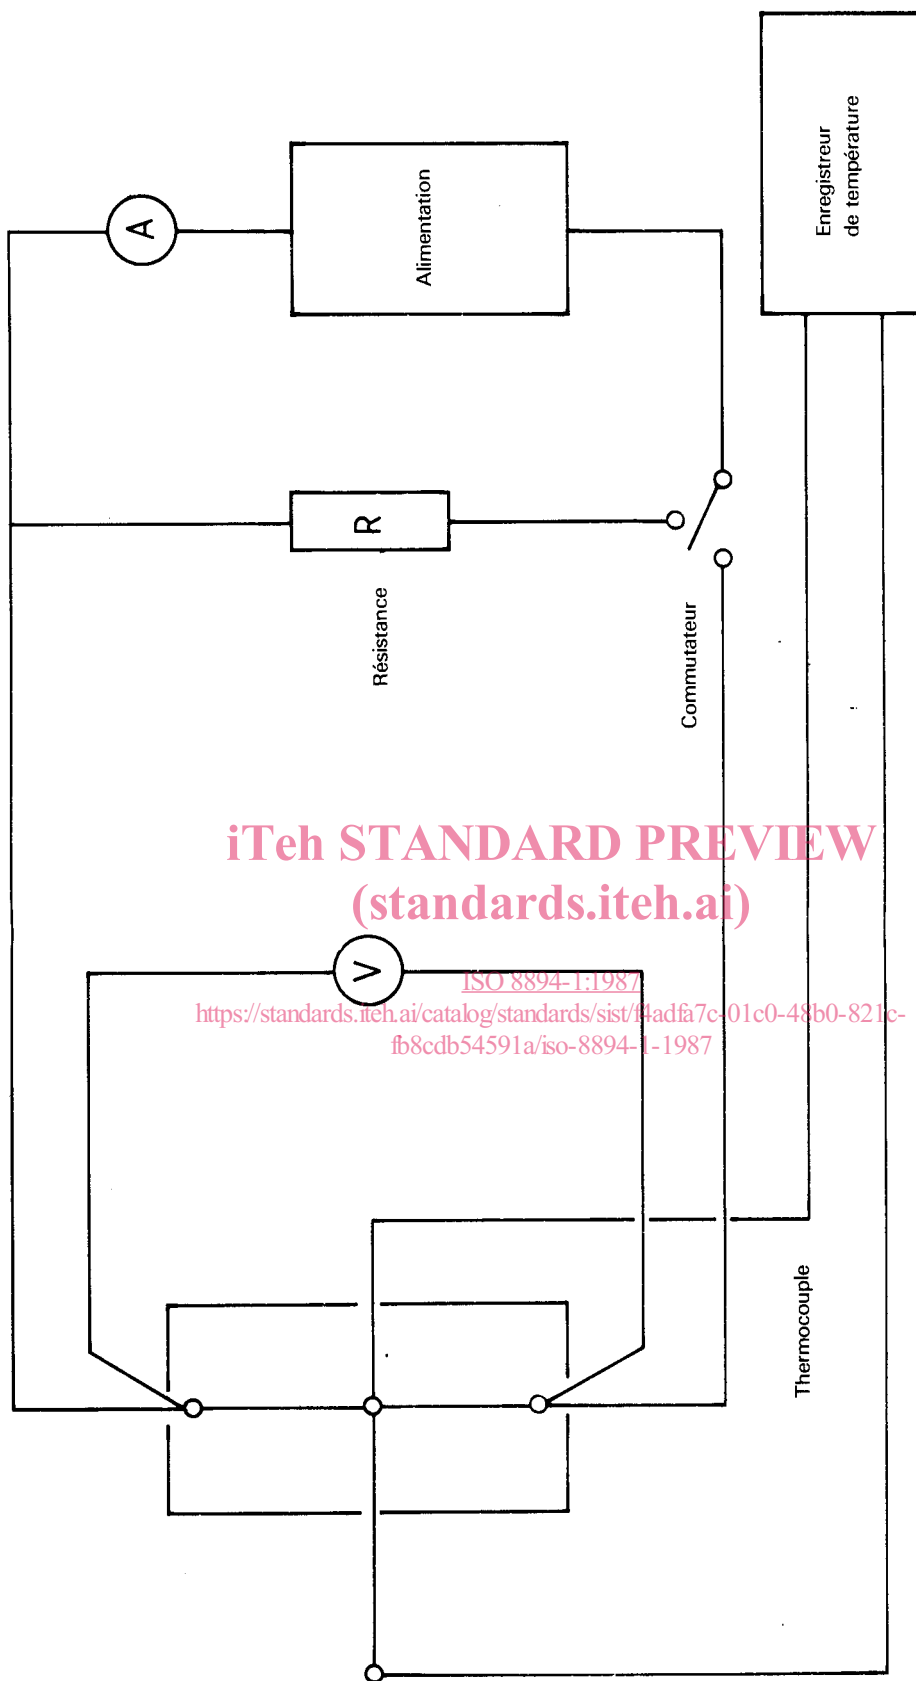 A
Alimentation
Enregistreur
de température
R
Résistance
Commutateur
iTeh STANDARD PREVIEW
(standards.iteh.ai)
V
ISO 8894-1:1987
https://standards.iteh.ai/catalog/standards/sist/f4adfa7c-01c0-48b0-821c-
fb8cdb54591a/iso-8894-1-1987
Thermocouple